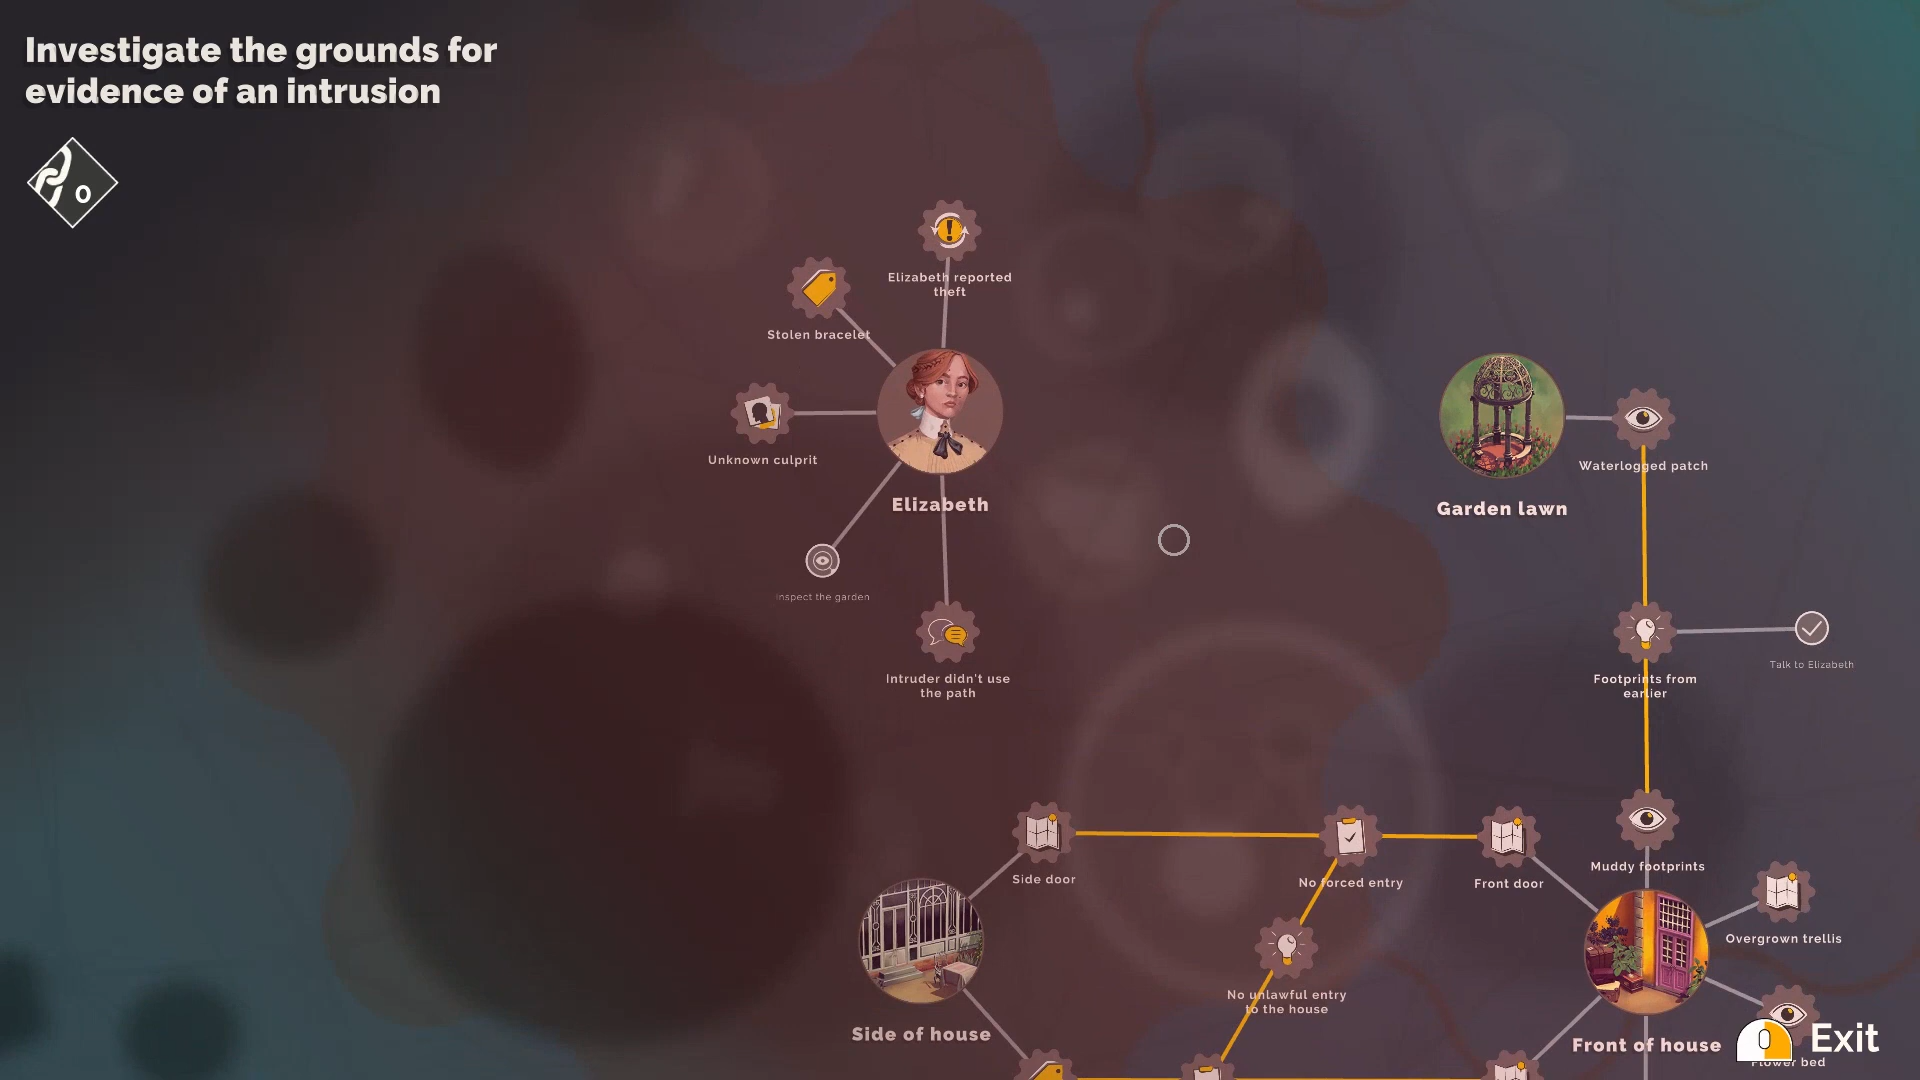 Investigate the grounds for
evidence of an intrusion
0
Elizabeth reported
theft
Stolen bracelet
Unknown culprit
Elizabeth
Inspect the garden
Intruder didn't use
the path
Garden lawn
Waterlogged patch
Footprints from
earlier
Talk to Elizabeth
Muddy footprints
Side door
No forced entry
Front door
Overgrown trellis
No unlawful entry
to the house
Side of house
Front of house
Exit
Flower bed